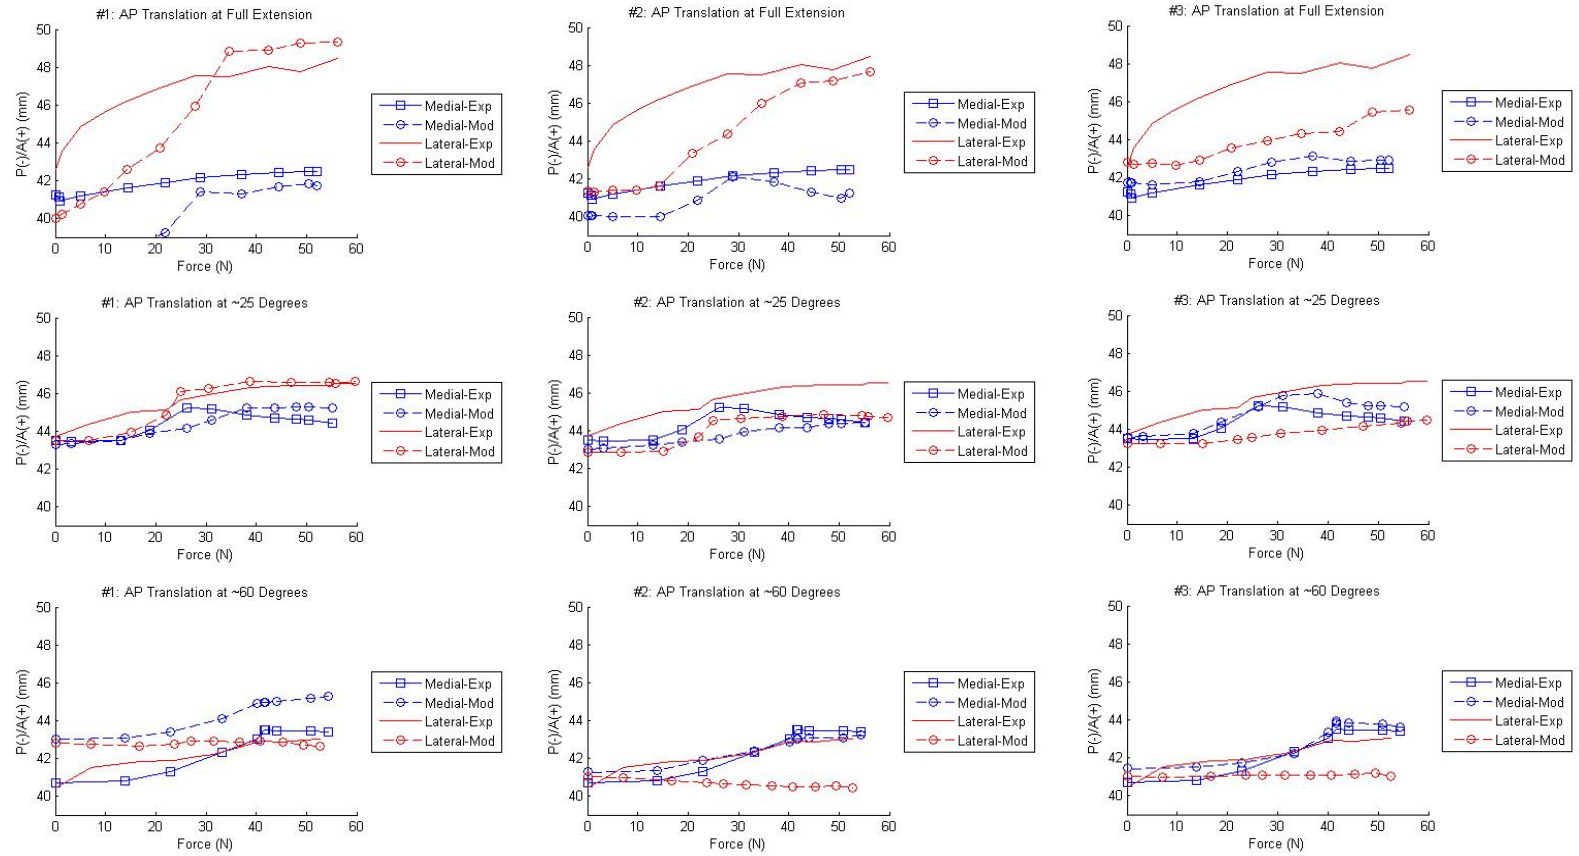 #1: AP Translation at Full Extension
50
48
46
44
42
40
P(-)/A(+) (mm)
0 10 20 30 40 50 60
Force (N)
Medial-Exp
Medial-Mod
Lateral-Exp
Lateral-Mod
#2: AP Translation at Full Extension
50
48
46
44
42
40
P(-)/A(+) (mm)
0 10 20 30 40 50 60
Force (N)
Medial-Exp
Medial-Mod
Lateral-Exp
Lateral-Mod
#3: AP Translation at Full Extension
50
48
46
44
42
40
P(-)/A(+) (mm)
0 10 20 30 40 50 60
Force (N)
Medial-Exp
Medial-Mod
Lateral-Exp
Lateral-Mod
#1: AP Translation at ~25 Degrees
50
48
46
44
42
40
P(-)/A(+) (mm)
0 10 20 30 40 50 60
Force (N)
Medial-Exp
Medial-Mod
Lateral-Exp
Lateral-Mod
#2: AP Translation at ~25 Degrees
50
48
46
44
42
40
P(-)/A(+) (mm)
0 10 20 30 40 50 60
Force (N)
Medial-Exp
Medial-Mod
Lateral-Exp
Lateral-Mod
#3: AP Translation at ~25 Degrees
50
48
46
44
42
40
P(-)/A(+) (mm)
0 10 20 30 40 50 60
Force (N)
Medial-Exp
Medial-Mod
Lateral-Exp
Lateral-Mod
#1: AP Translation at ~60 Degrees
50
48
46
44
42
40
P(-)/A(+) (mm)
0 10 20 30 40 50 60
Force (N)
Medial-Exp
Medial-Mod
Lateral-Exp
Lateral-Mod
#2: AP Translation at ~60 Degrees
50
48
46
44
42
40
P(-)/A(+) (mm)
0 10 20 30 40 50 60
Force (N)
Medial-Exp
Medial-Mod
Lateral-Exp
Lateral-Mod
#3: AP Translation at ~60 Degrees
50
48
46
44
42
40
P(-)/A(+) (mm)
0 10 20 30 40 50 60
Force (N)
Medial-Exp
Medial-Mod
Lateral-Exp
Lateral-Mod